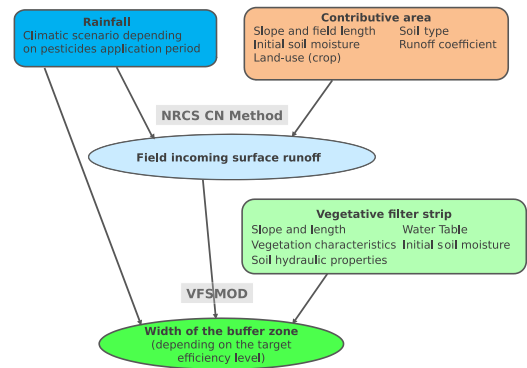 Rainfall
Climatic scenario depending
on pesticides application period
Contributive area
Slope and field length Soil type
Initial soil moisture Runoff coefficient
Land-use (crop)
NRCS CN Method
Field incoming surface runoff
Vegetative filter strip
Slope and length Water Table
Vegetation characteristics Initial soil moisture
Soil hydraulic properties
VFSMOD
Width of the buffer zone
(depending on the target
efficiency level)